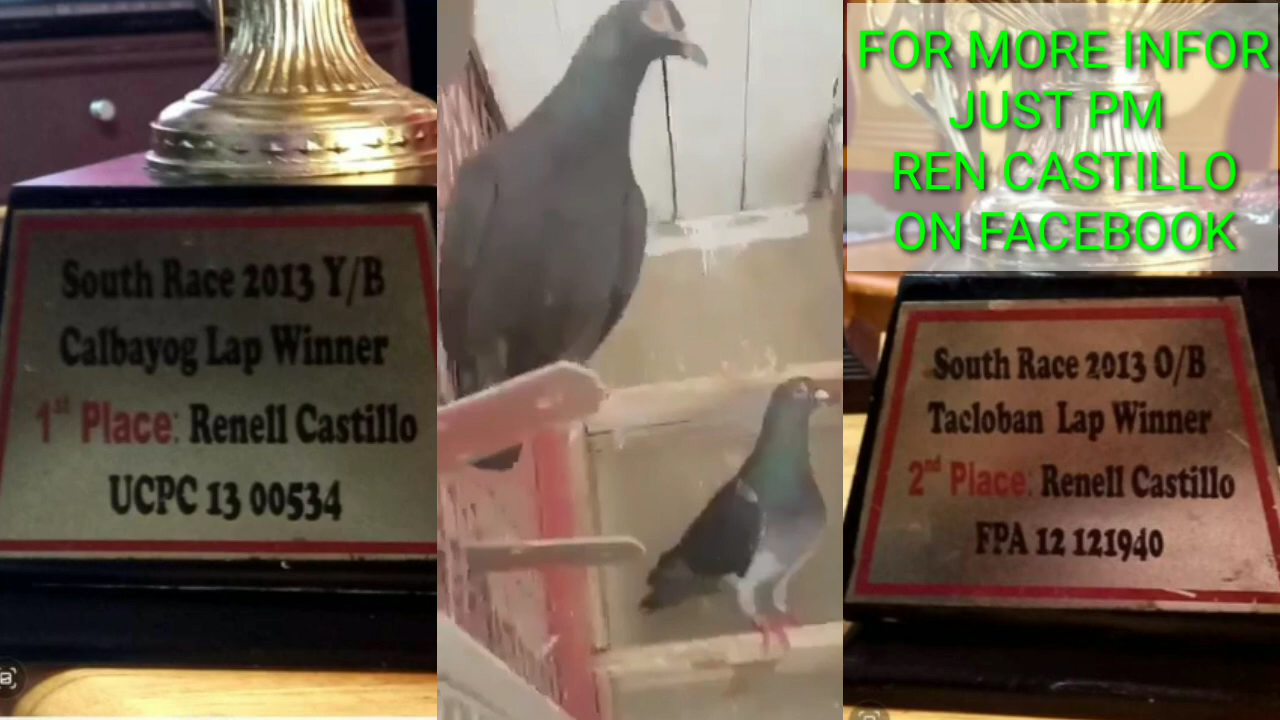 South Race 2013 Y/B
Calbayog Lap Winner
1st Place: Renell Castillo
UCPC 13 00534
FOR MORE INFOR
JUST PM
REN CASTILLO
ON FACEBOOK
South Race 2013 O/B
Tacloban Lap Winner
2nd Place: Renell Castillo
FPA 12 121940